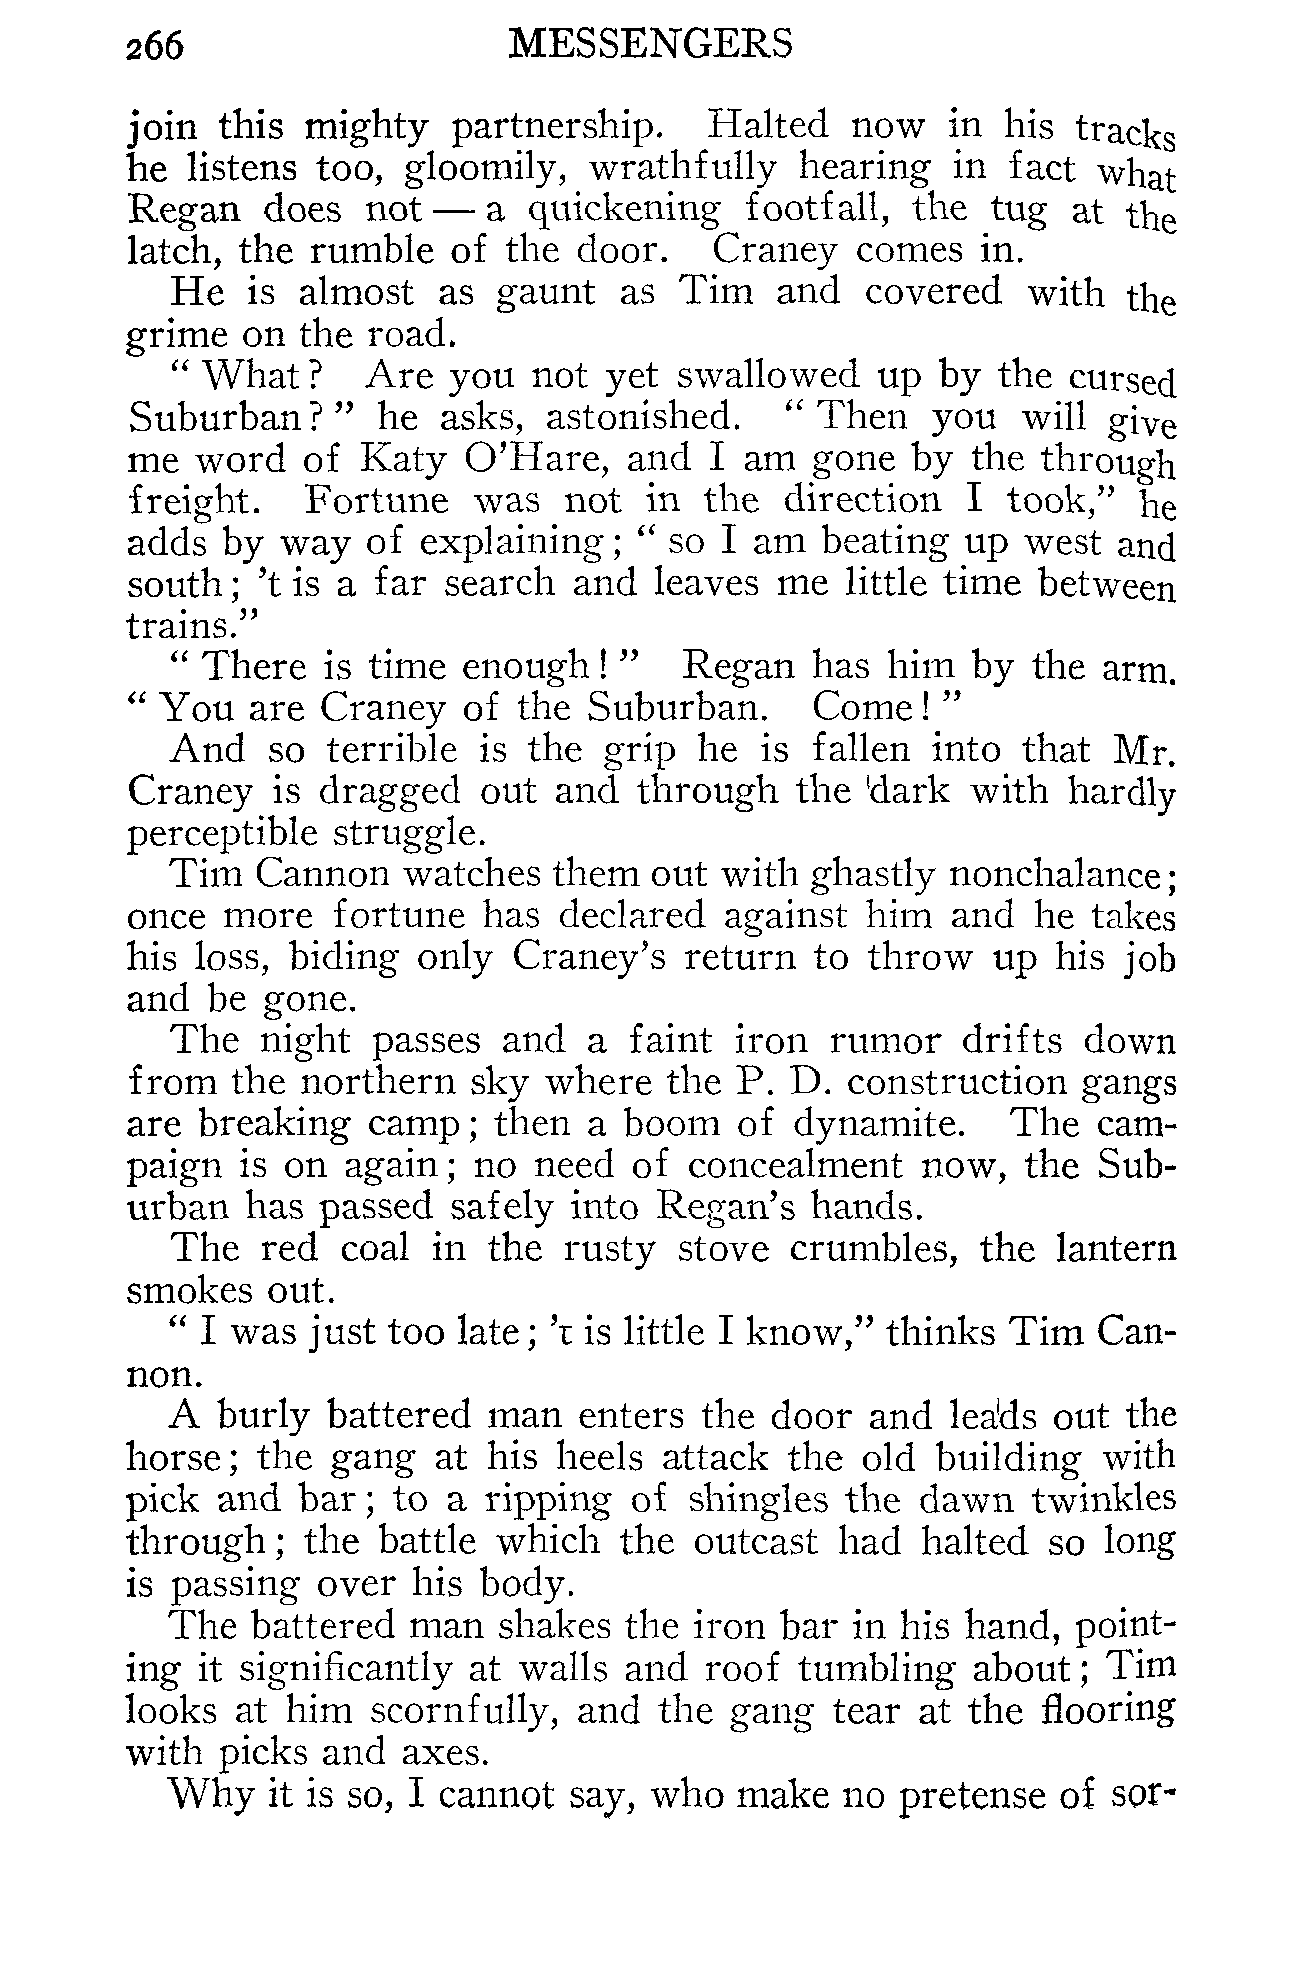 266 MESSENGERS
join this mighty partnership. Halted now in his tracks
he listens too, gloomily, wrathfully hearing in fact what
Regan does not — a quickening footfall, the tug at the
latch, the rumble of the door. Craney comes in.
He is almost as gaunt as Tim and covered with the
grime on the road.
“ What ? Are you not yet swallowed up by the cursed
Suburban ? ” he asks, astonished. “ Then you will give
me word of Katy O’Hare, and I am gone by the through
freight. Fortune was not in the direction I took,” he
adds by way of explaining ; “ so I am beating up west and
south ; ’t is a far search and leaves me little time between
trains.”
“ There is time enough ! ” Regan has him by the arm.
“ You are Craney of the Suburban. Come ! ”
And so terrible is the grip he is fallen into that Mr.
Craney is dragged out and through the dark with hardly
perceptible struggle.
Tim Cannon watches them out with ghastly nonchalance ;
once more fortune has declared against him and he takes
his loss, biding only Craney’s return to throw up his job
and be gone.
The night passes and a faint iron rumor drifts down
from the northern sky where the P. D. construction gangs
are breaking camp ; then a boom of dynamite. The cam-
paign is on again ; no need of concealment now, the Sub-
urban has passed safely into Regan’s hands.
The red coal in the rusty stove crumbles, the lantern
smokes out.
“ I was just too late ; ’t is little I know,” thinks Tim Can-
non.
A burly battered man enters the door and leads out the
horse ; the gang at his heels attack the old building with
pick and bar ; to a ripping of shingles the dawn twinkles
through ; the battle which the outcast had halted so long
is passing over his body.
The battered man shakes the iron bar in his hand, point-
ing it significantly at walls and roof tumbling about ; Tim
looks at him scornfully, and the gang tear at the flooring
with picks and axes.
Why it is so, I cannot say, who make no pretense of sor-